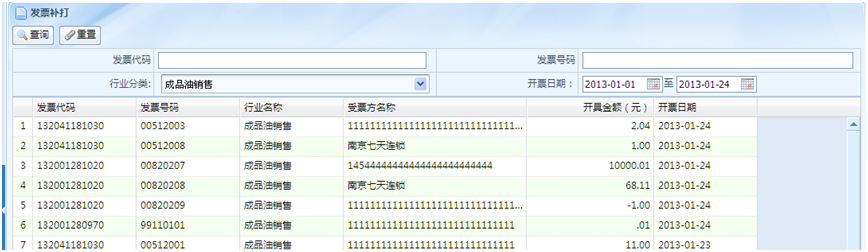 发票补打
查询 重置
发票代码 发票号码
行业分类: 成品油销售 开票日期: 2013-01-01 至 2013-01-24
发票代码 发票号码 行业名称 受票方名称 开具金额（元） 开票日期
1 132041181030 00512003 成品油销售 11111111111111111111111111111111... 2.04 2013-01-24
2 132041181030 00512008 成品油销售 南京七天连锁 1.00 2013-01-24
3 132001281020 00820207 成品油销售 14544444444444444444444444 10000.01 2013-01-24
4 132001281020 00820208 成品油销售 南京七天连锁 68.11 2013-01-24
5 132001281020 00820209 成品油销售 11111111111111111111111111111111... -1.00 2013-01-24
6 132001280970 99110101 成品油销售 111111111111111111111111111111 .01 2013-01-24
7 132041181030 00512001 成品油销售 111111111111111111111111111111 11.00 2013-01-23